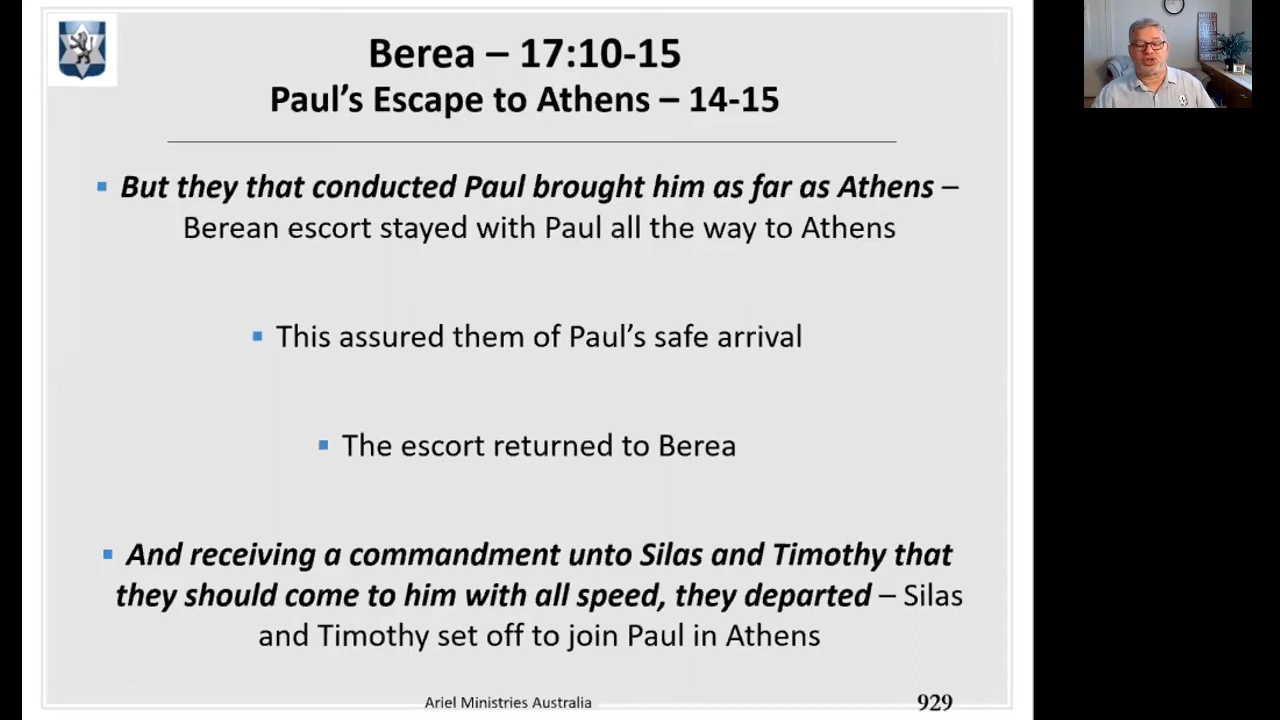 Berea – 17:10-15
Paul's Escape to Athens – 14-15
▪ But they that conducted Paul brought him as far as Athens –
Berean escort stayed with Paul all the way to Athens
▪ This assured them of Paul's safe arrival
▪ The escort returned to Berea
▪ And receiving a commandment unto Silas and Timothy that
they should come to him with all speed, they departed – Silas
and Timothy set off to join Paul in Athens
Ariel Ministries Australia
929